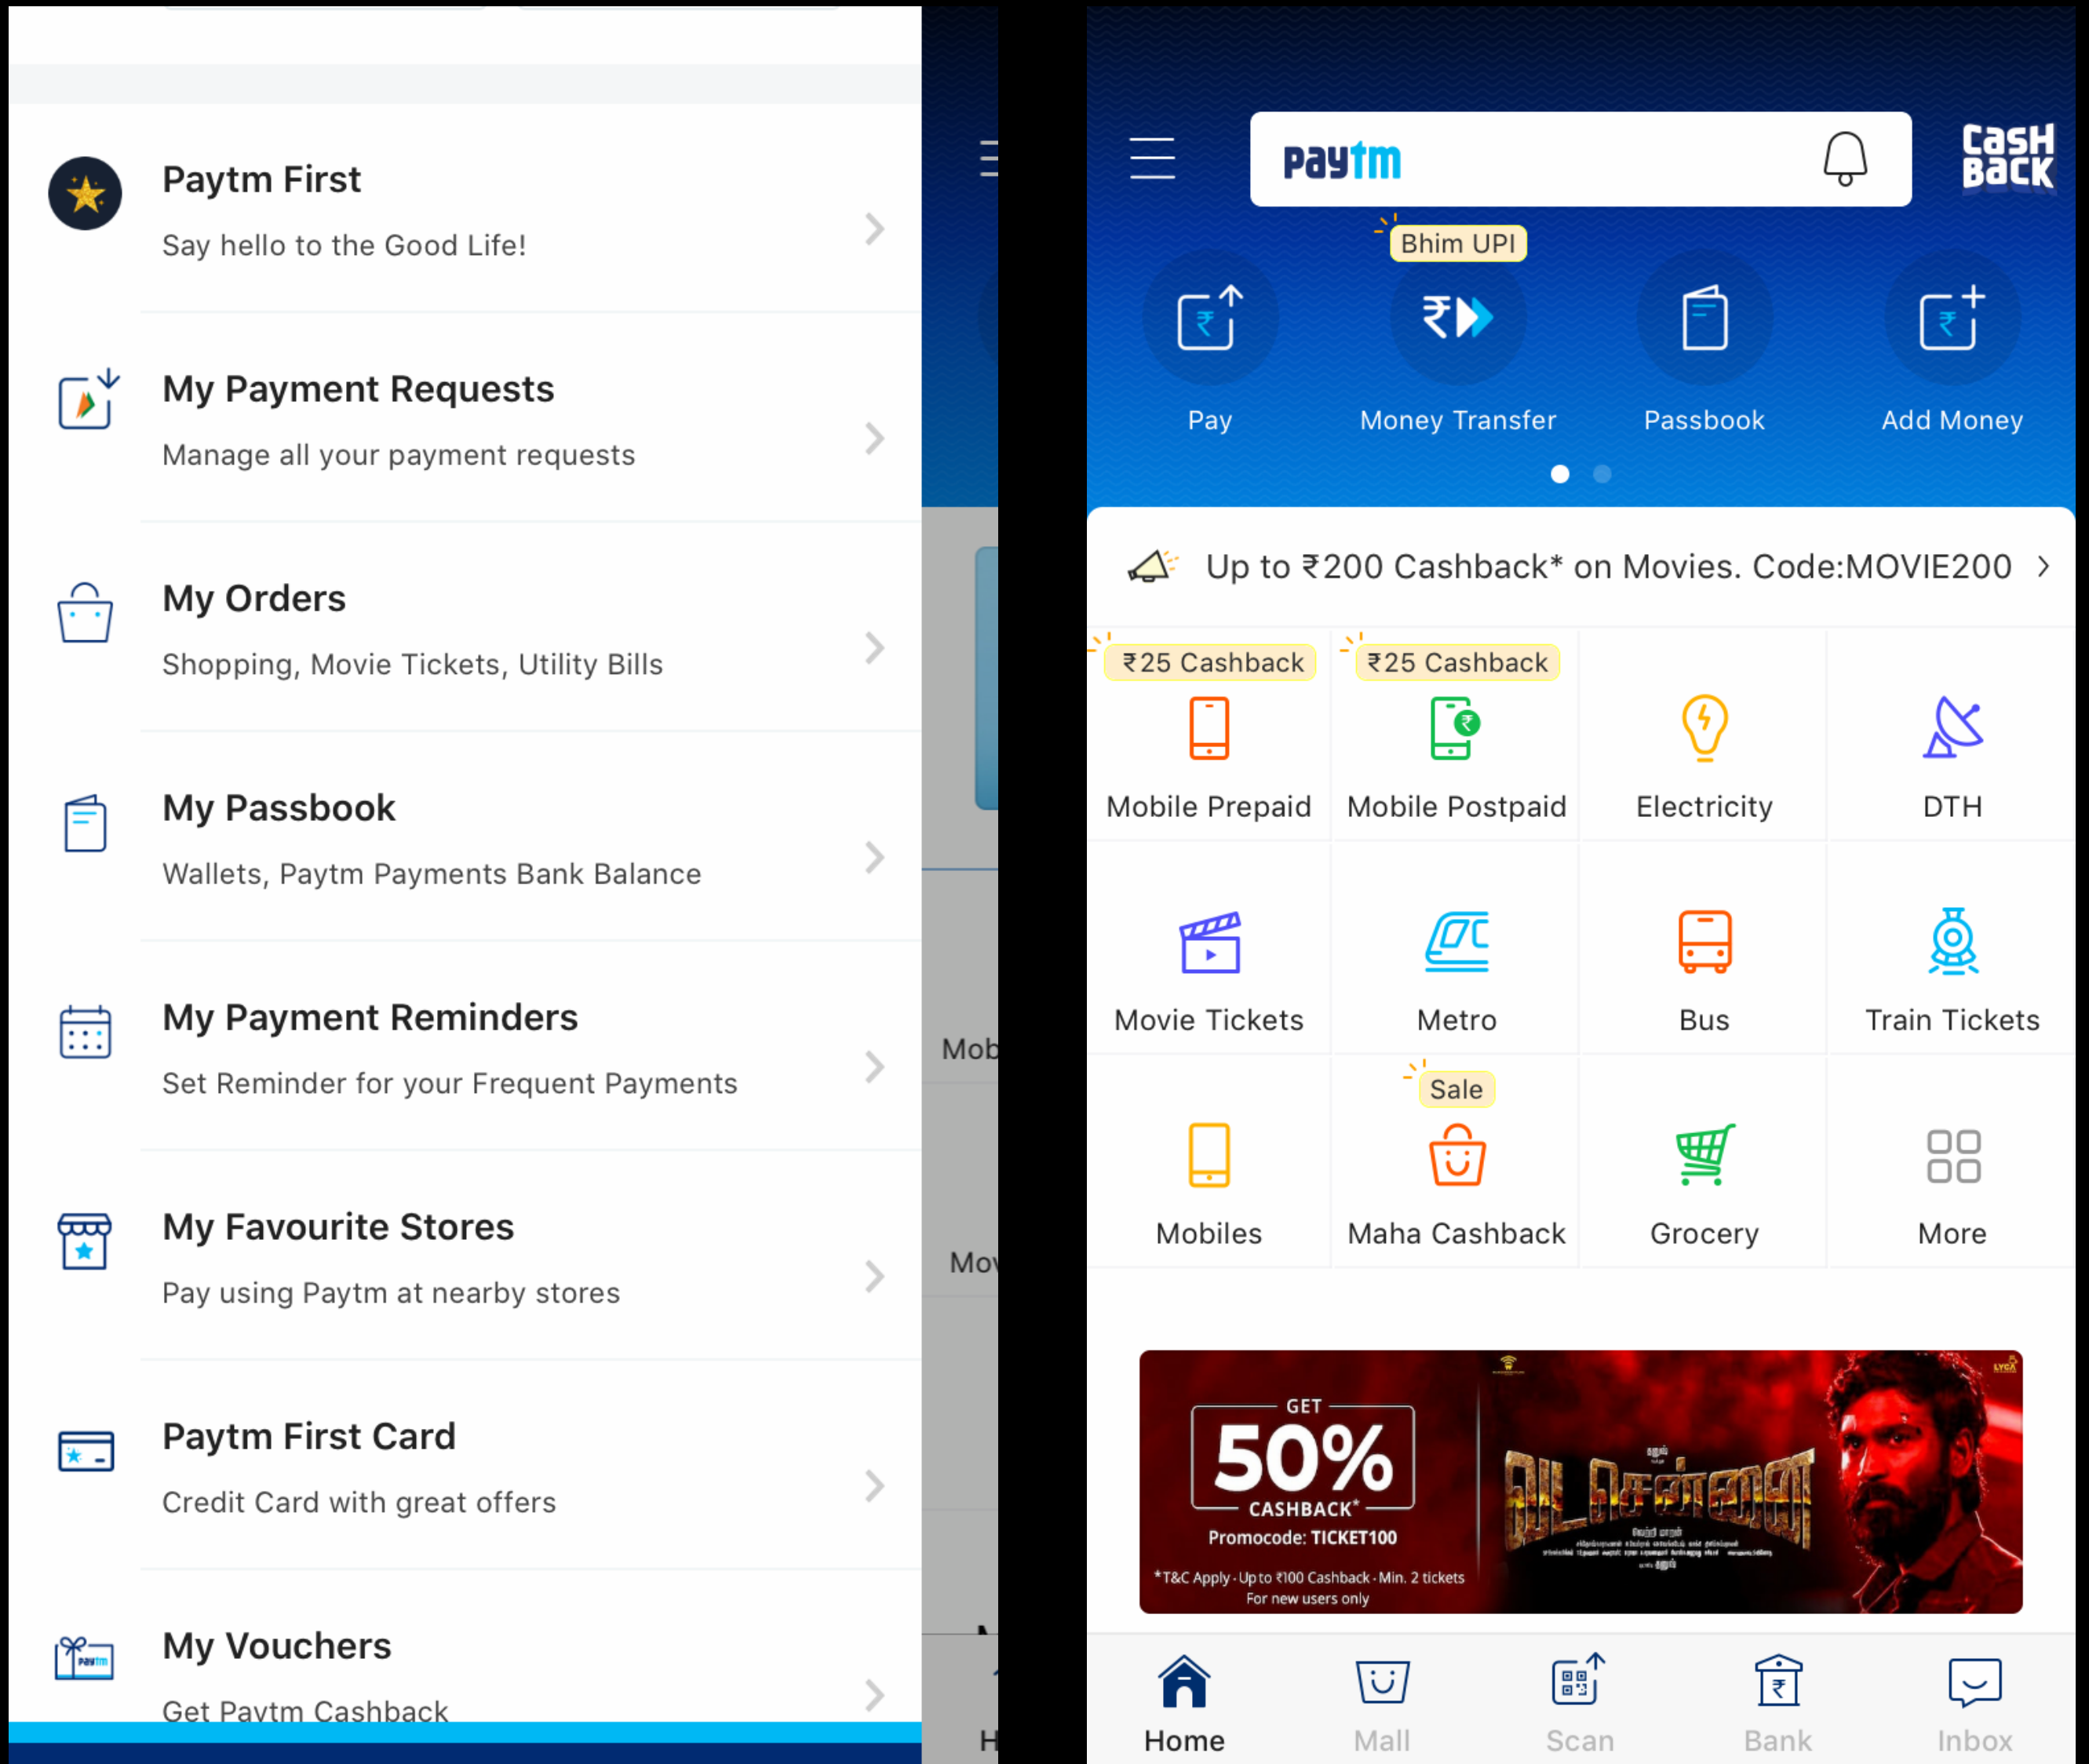 Paytm First
Say hello to the Good Life!
My Payment Requests
Manage all your payment requests
My Orders
Shopping, Movie Tickets, Utility Bills
My Passbook
Wallets, Paytm Payments Bank Balance
My Payment Reminders
Set Reminder for your Frequent Payments
My Favourite Stores
Pay using Paytm at nearby stores
Paytm First Card
Credit Card with great offers
paytm
My Vouchers
Get Paytm Cashback
Mob
Mov
H
paytm
CASH
BACK
Bhim UPI
Pay
Money Transfer
Passbook
Add Money
Up to ₹200 Cashback* on Movies. Code:MOVIE200
₹25 Cashback
₹25 Cashback
Mobile Prepaid
Mobile Postpaid
Electricity
DTH
Movie Tickets
Metro
Bus
Train Tickets
Sale
Mobiles
Maha Cashback
Grocery
More
GET
50%
CASHBACK*
Promocode: TICKET100
*T&C Apply - Up to ₹100 Cashback - Min. 2 tickets
For new users only
LYCA
தனுஷ்
வட சென்னை
வெற்றி மாறன்
Home
Mall
Scan
Bank
Inbox